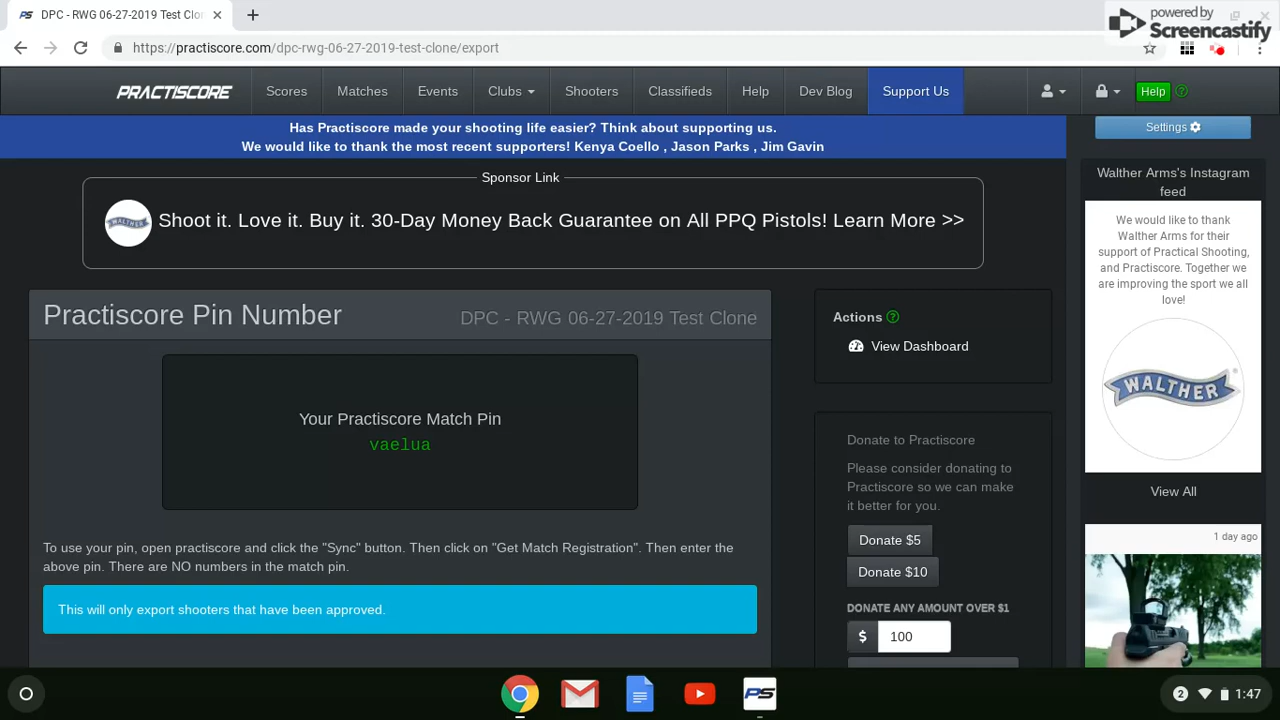 DPC - RWG 06-27-2019 Test Clo
powered by
Screencastify
https://practiscore.com/dpc-rwg-06-27-2019-test-clone/export
PRACTISCORE
Scores
Matches
Events
Clubs
Shooters
Classifieds
Help
Dev Blog
Support Us
Help
Has Practiscore made your shooting life easier? Think about supporting us.
We would like to thank the most recent supporters! Kenya Coello , Jason Parks , Jim Gavin
Settings
Sponsor Link
WALTHER
Shoot it. Love it. Buy it. 30-Day Money Back Guarantee on All PPQ Pistols! Learn More >>
Walther Arms's Instagram
feed
We would like to thank
Walther Arms for their
support of Practical Shooting,
and Practiscore. Together we
are improving the sport we all
love!
WALTHER
View All
1 day ago
Practiscore Pin Number
DPC - RWG 06-27-2019 Test Clone
Your Practiscore Match Pin
vaelua
To use your pin, open practiscore and click the "Sync" button. Then click on "Get Match Registration". Then enter the
above pin. There are NO numbers in the match pin.
This will only export shooters that have been approved.
Actions
View Dashboard
Donate to Practiscore
Please consider donating to
Practiscore so we can make
it better for you.
Donate $5
Donate $10
DONATE ANY AMOUNT OVER $1
$ 100
PS
2
1:47